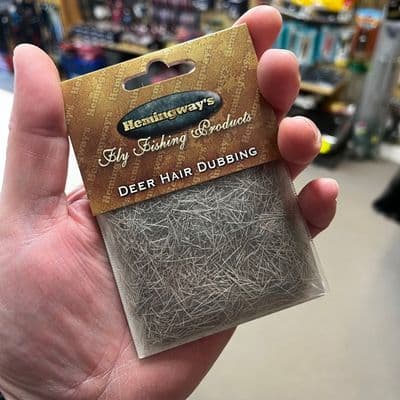 Hemingway's
Fly Fishing Products
Deer Hair Dubbing